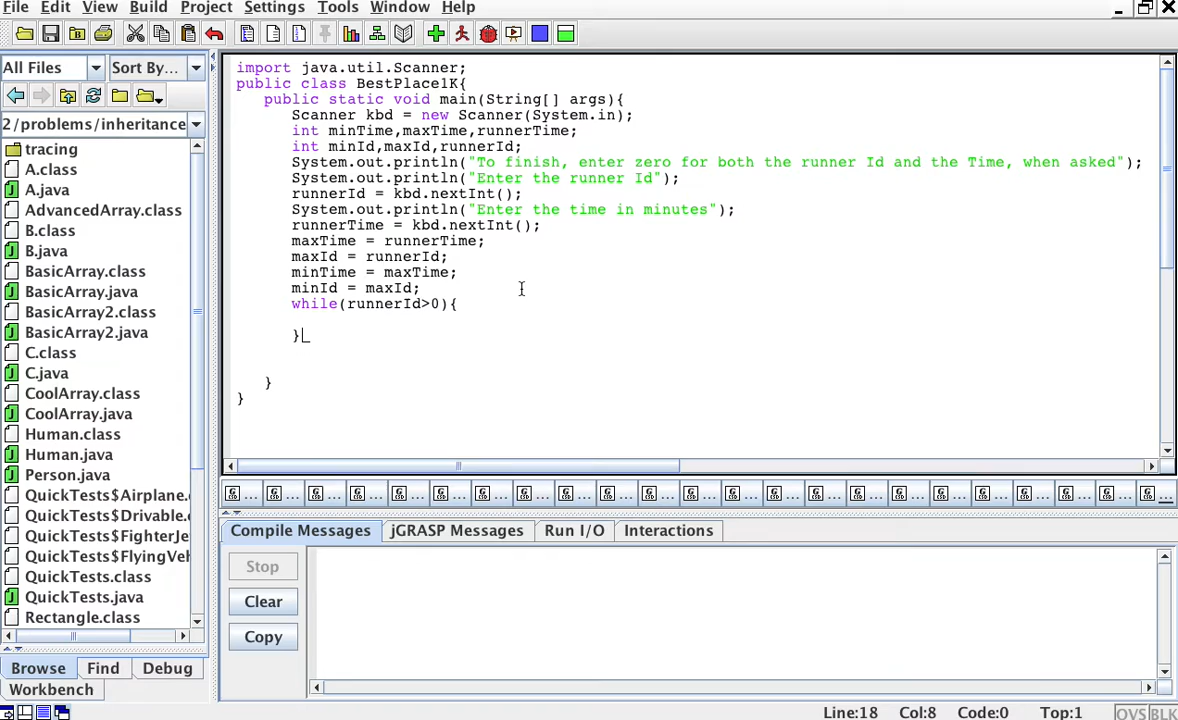 File Edit View Build Project Settings Tools Window Help
All Files Sort By...
2/problems/inheritance
tracing
A.class
A.java
AdvancedArray.class
B.class
B.java
BasicArray.class
BasicArray.java
BasicArray2.class
BasicArray2.java
C.class
C.java
CoolArray.class
CoolArray.java
Human.class
Human.java
Person.java
QuickTests$Airplane.
QuickTests$Drivable.
QuickTests$FighterJe
QuickTests$FlyingVeh
QuickTests.class
QuickTests.java
Rectangle.class
Browse Find Debug
Workbench
import java.util.Scanner;
public class BestPlace1K{
public static void main(String[] args){
Scanner kbd = new Scanner(System.in);
int minTime,maxTime,runnerTime;
int minId,maxId,runnerId;
System.out.println("To finish, enter zero for both the runner Id and the Time, when asked");
System.out.println("Enter the runner Id");
runnerId = kbd.nextInt();
System.out.println("Enter the time in minutes");
runnerTime = kbd.nextInt();
maxTime = runnerTime;
maxId = runnerId;
minTime = maxTime;
minId = maxId;
while(runnerId>0){
}
}
}
Compile Messages jGRASP Messages Run I/O Interactions
Stop
Clear
Copy
Line:18 Col:8 Code:0 Top:1 OVS BLK